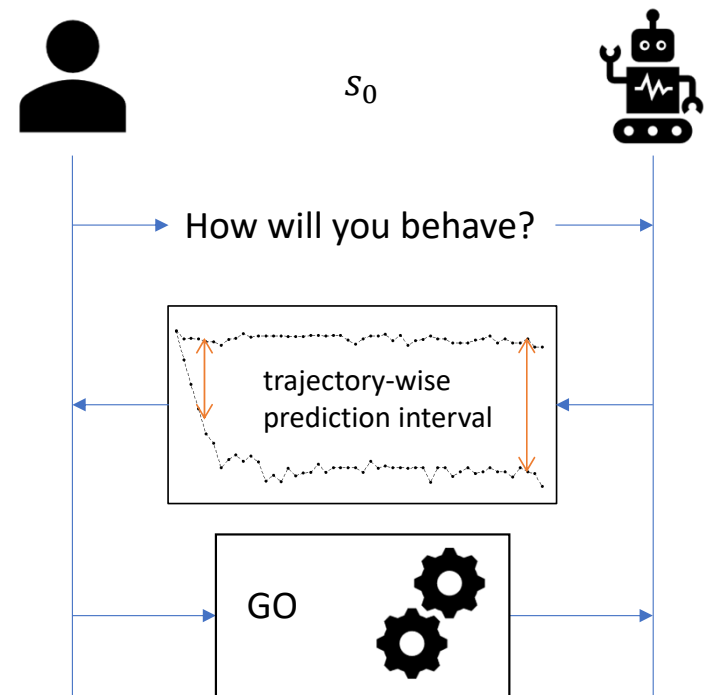 s₀
How will you behave?
trajectory-wise
prediction interval
GO